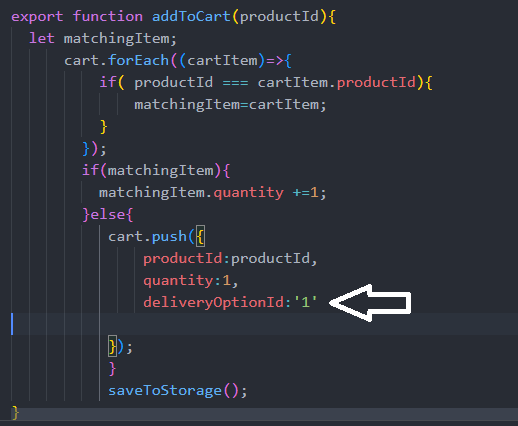 export function addToCart(productId){
let matchingItem;
cart.forEach((cartItem)=>{
if( productId === cartItem.productId){
matchingItem=cartItem;
}
});
if(matchingItem){
matchingItem.quantity +=1;
}else{
cart.push({
productId:productId,
quantity:1,
deliveryOptionId:'1'
});
}
saveToStorage();
}